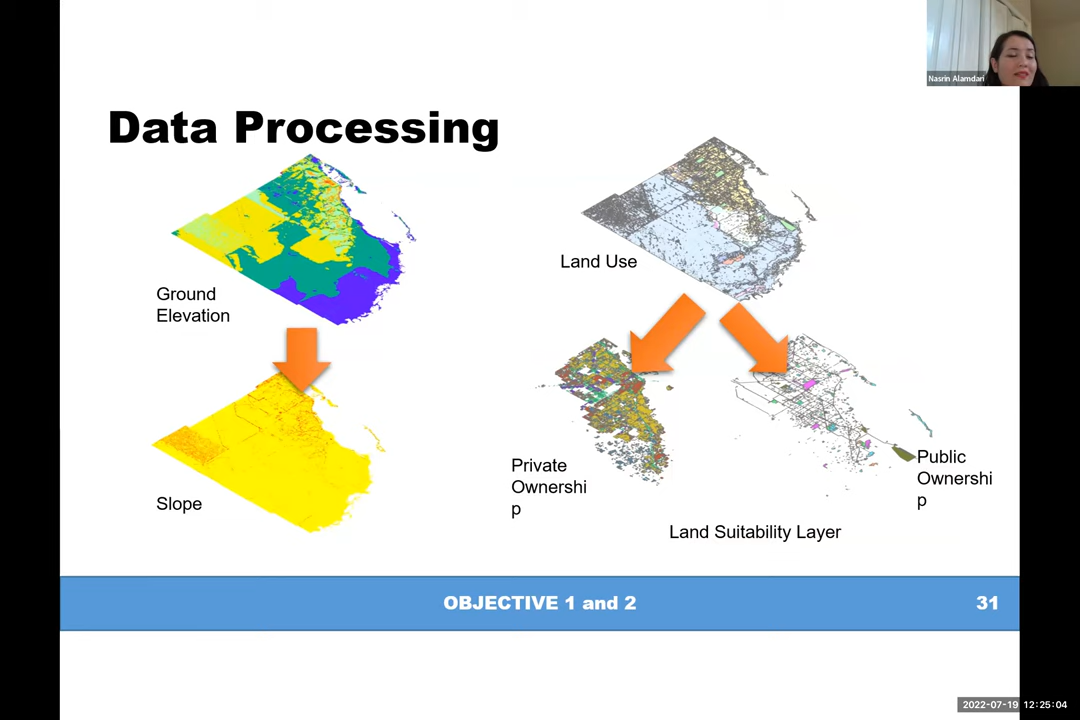 Nasrin Alamdari
Data Processing
Land Use
Ground
Elevation
Private
Ownershi
p
Public
Ownershi
p
Slope
Land Suitability Layer
OBJECTIVE 1 and 2
31
2022-07-19 12:25:04